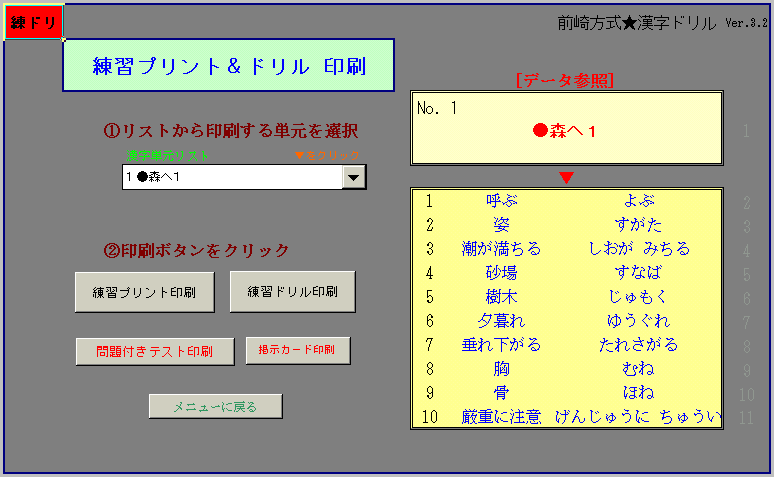 練ドリ
前崎方式★漢字ドリル Ver.3.2
練習プリント＆ドリル 印刷
①リストから印刷する単元を選択
漢字単元リスト ▼をクリック
1 ●森へ1
②印刷ボタンをクリック
練習プリント印刷 練習ドリル印刷
問題付きテスト印刷 掲示カード印刷
メニューに戻る
[データ参照]
No. 1
●森へ 1
1
▼
1 呼ぶ よぶ 2
2 姿 すがた 3
3 潮が満ちる しおが みちる 4
4 砂場 すなば 5
5 樹木 じゅもく 6
6 夕暮れ ゆうぐれ 7
7 垂れ下がる たれさがる 8
8 胸 むね 9
9 骨 ほね 10
10 厳重に注意 げんじゅうに ちゅうい 11